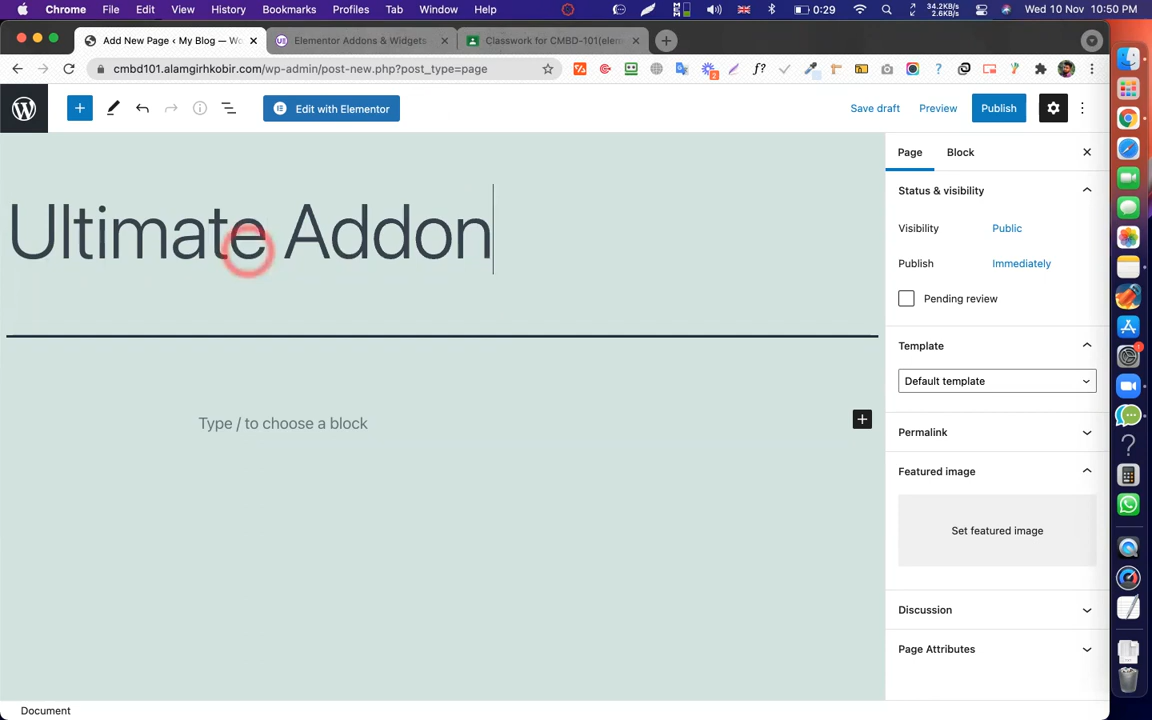 Chrome File Edit View History Bookmarks Profiles Tab Window Help 0:29 34.2KB/s 2.6KB/s Wed 10 Nov 10:50 PM
Add New Page ‹ My Blog — Wo
Elementor Addons & Widgets
Classwork for CMBD-101(elem
cmbd101.alamgirhkobir.com/wp-admin/post-new.php?post_type=page
Edit with Elementor
Save draft Preview Publish
Page Block
Ultimate Addon
Status & visibility
Visibility Public
Publish Immediately
Pending review
Template
Default template
Type / to choose a block
Permalink
Featured image
Set featured image
Discussion
Page Attributes
Document